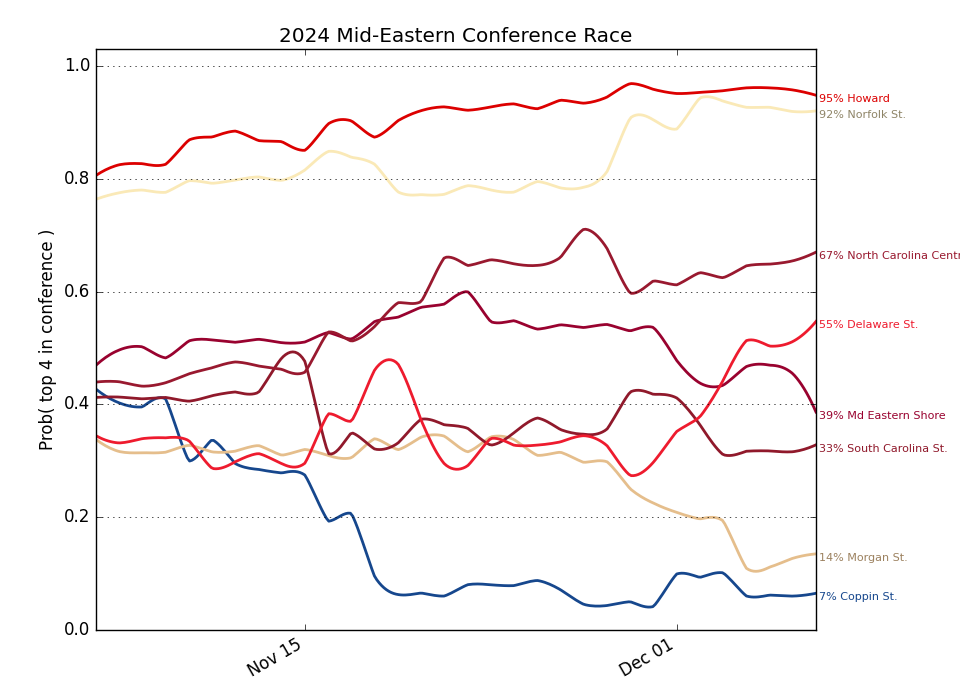 2024 Mid-Eastern Conference Race
Prob( top 4 in conference )
1.0
0.8
0.6
0.4
0.2
0.0
Nov 15
Dec 01
95% Howard
92% Norfolk St.
67% North Carolina Centr
55% Delaware St.
39% Md Eastern Shore
33% South Carolina St.
14% Morgan St.
7% Coppin St.